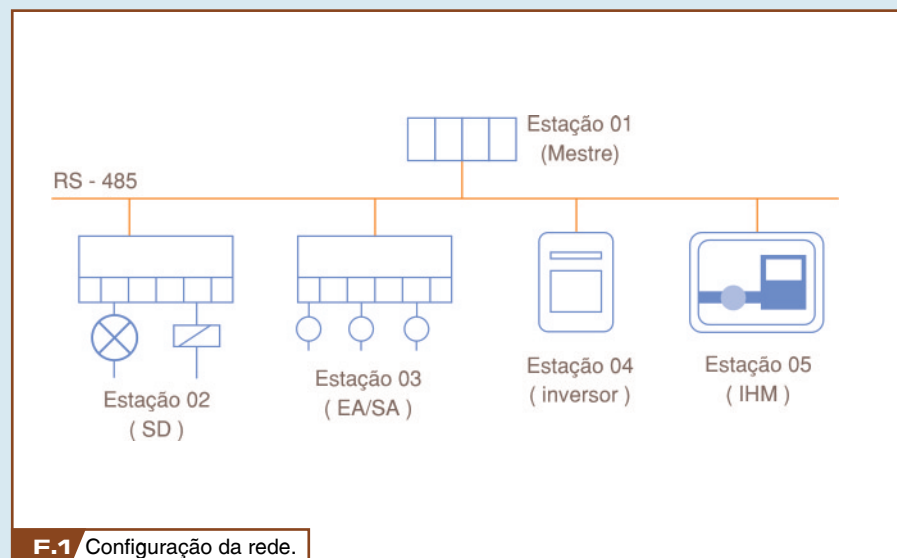 Estação 01
(Mestre)
RS - 485
Estação 02
( SD )
Estação 03
( EA/SA )
Estação 04
( inversor )
Estação 05
( IHM )
F.1 Configuração da rede.